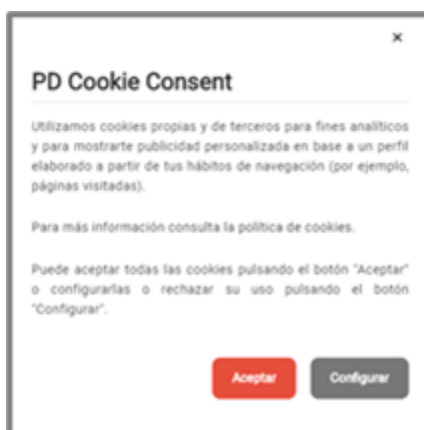 ×
PD Cookie Consent
Utilizamos cookies propias y de terceros para fines analíticos
y para mostrarte publicidad personalizada en base a un perfil
elaborado a partir de tus hábitos de navegación (por ejemplo,
páginas visitadas).
Para más información consulta la política de cookies.
Puede aceptar todas las cookies pulsando el botón "Aceptar"
o configurarlas o rechazar su uso pulsando el botón
"Configurar".
Aceptar Configurar